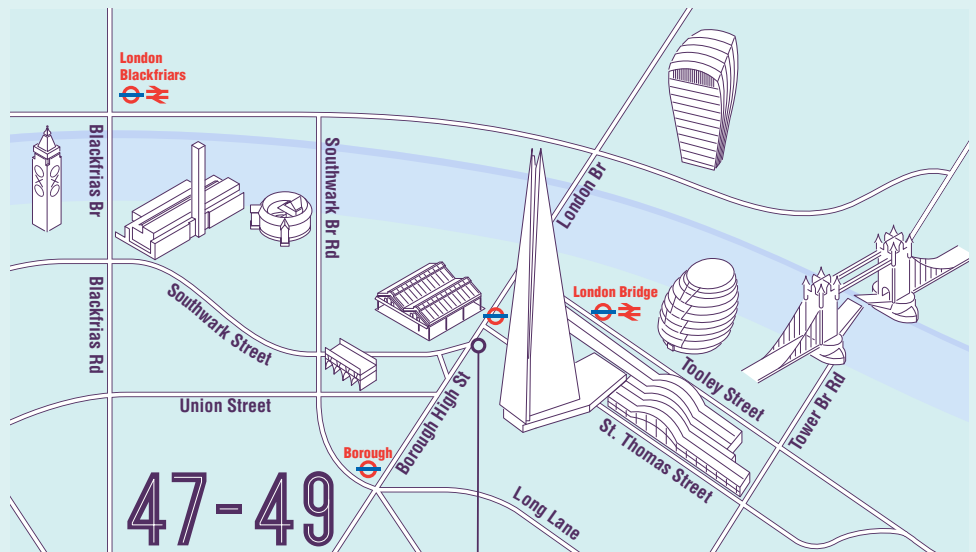 London
Blackfriars
Blackfrias Br
Southwark Br Rd
London Br
Blackfrias Rd
Southwark Street
London Bridge
Union Street
Borough High St
Tooley Street
Tower Br Rd
St. Thomas Street
Borough
Long Lane
47-49